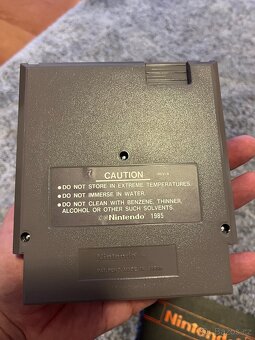 CAUTION
• DO NOT STORE IN EXTREME TEMPERATURES.
• DO NOT IMMERSE IN WATER.
• DO NOT CLEAN WITH BENZENE, THINNER,
ALCOHOL OR OTHER SUCH SOLVENTS.
©Nintendo 1985
Nintendo
Nintendo